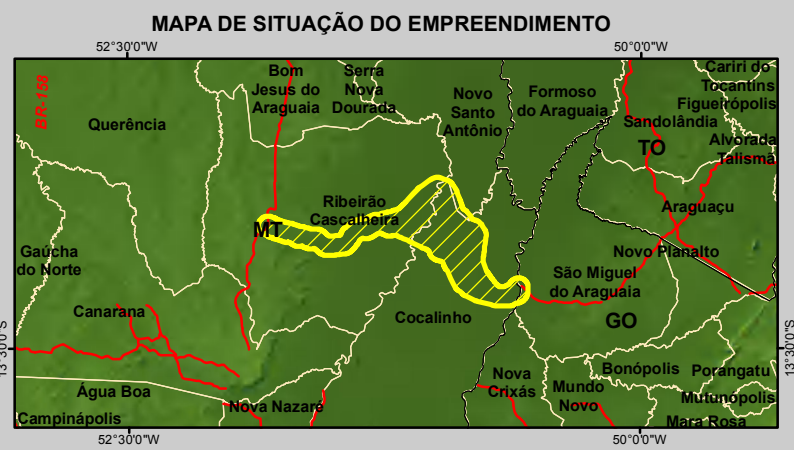 MAPA DE SITUAÇÃO DO EMPREENDIMENTO
52°30'0"W
50°0'0"W
BR-158
Bom
Jesus do
Araguaia
Serra
Nova
Dourada
Novo
Santo
Antônio
Formoso
do Araguaia
Cariri do
Tocantins
Figueirópolis
Sandolândia
Querência
TO
Alvorada
Talismã
Ribeirão
Cascalheira
Araguaçu
MT
Gaúcha
do Norte
Novo Planalto
São Miguel
do Araguaia
Canarana
Cocalinho
GO
13°30'0"S
13°30'0"S
Bonópolis
Porangatu
Nova
Crixás
Mundo
Novo
Água Boa
Mutunópolis
Nova Nazaré
Campinápolis
Mara Rosa
52°30'0"W
50°0'0"W